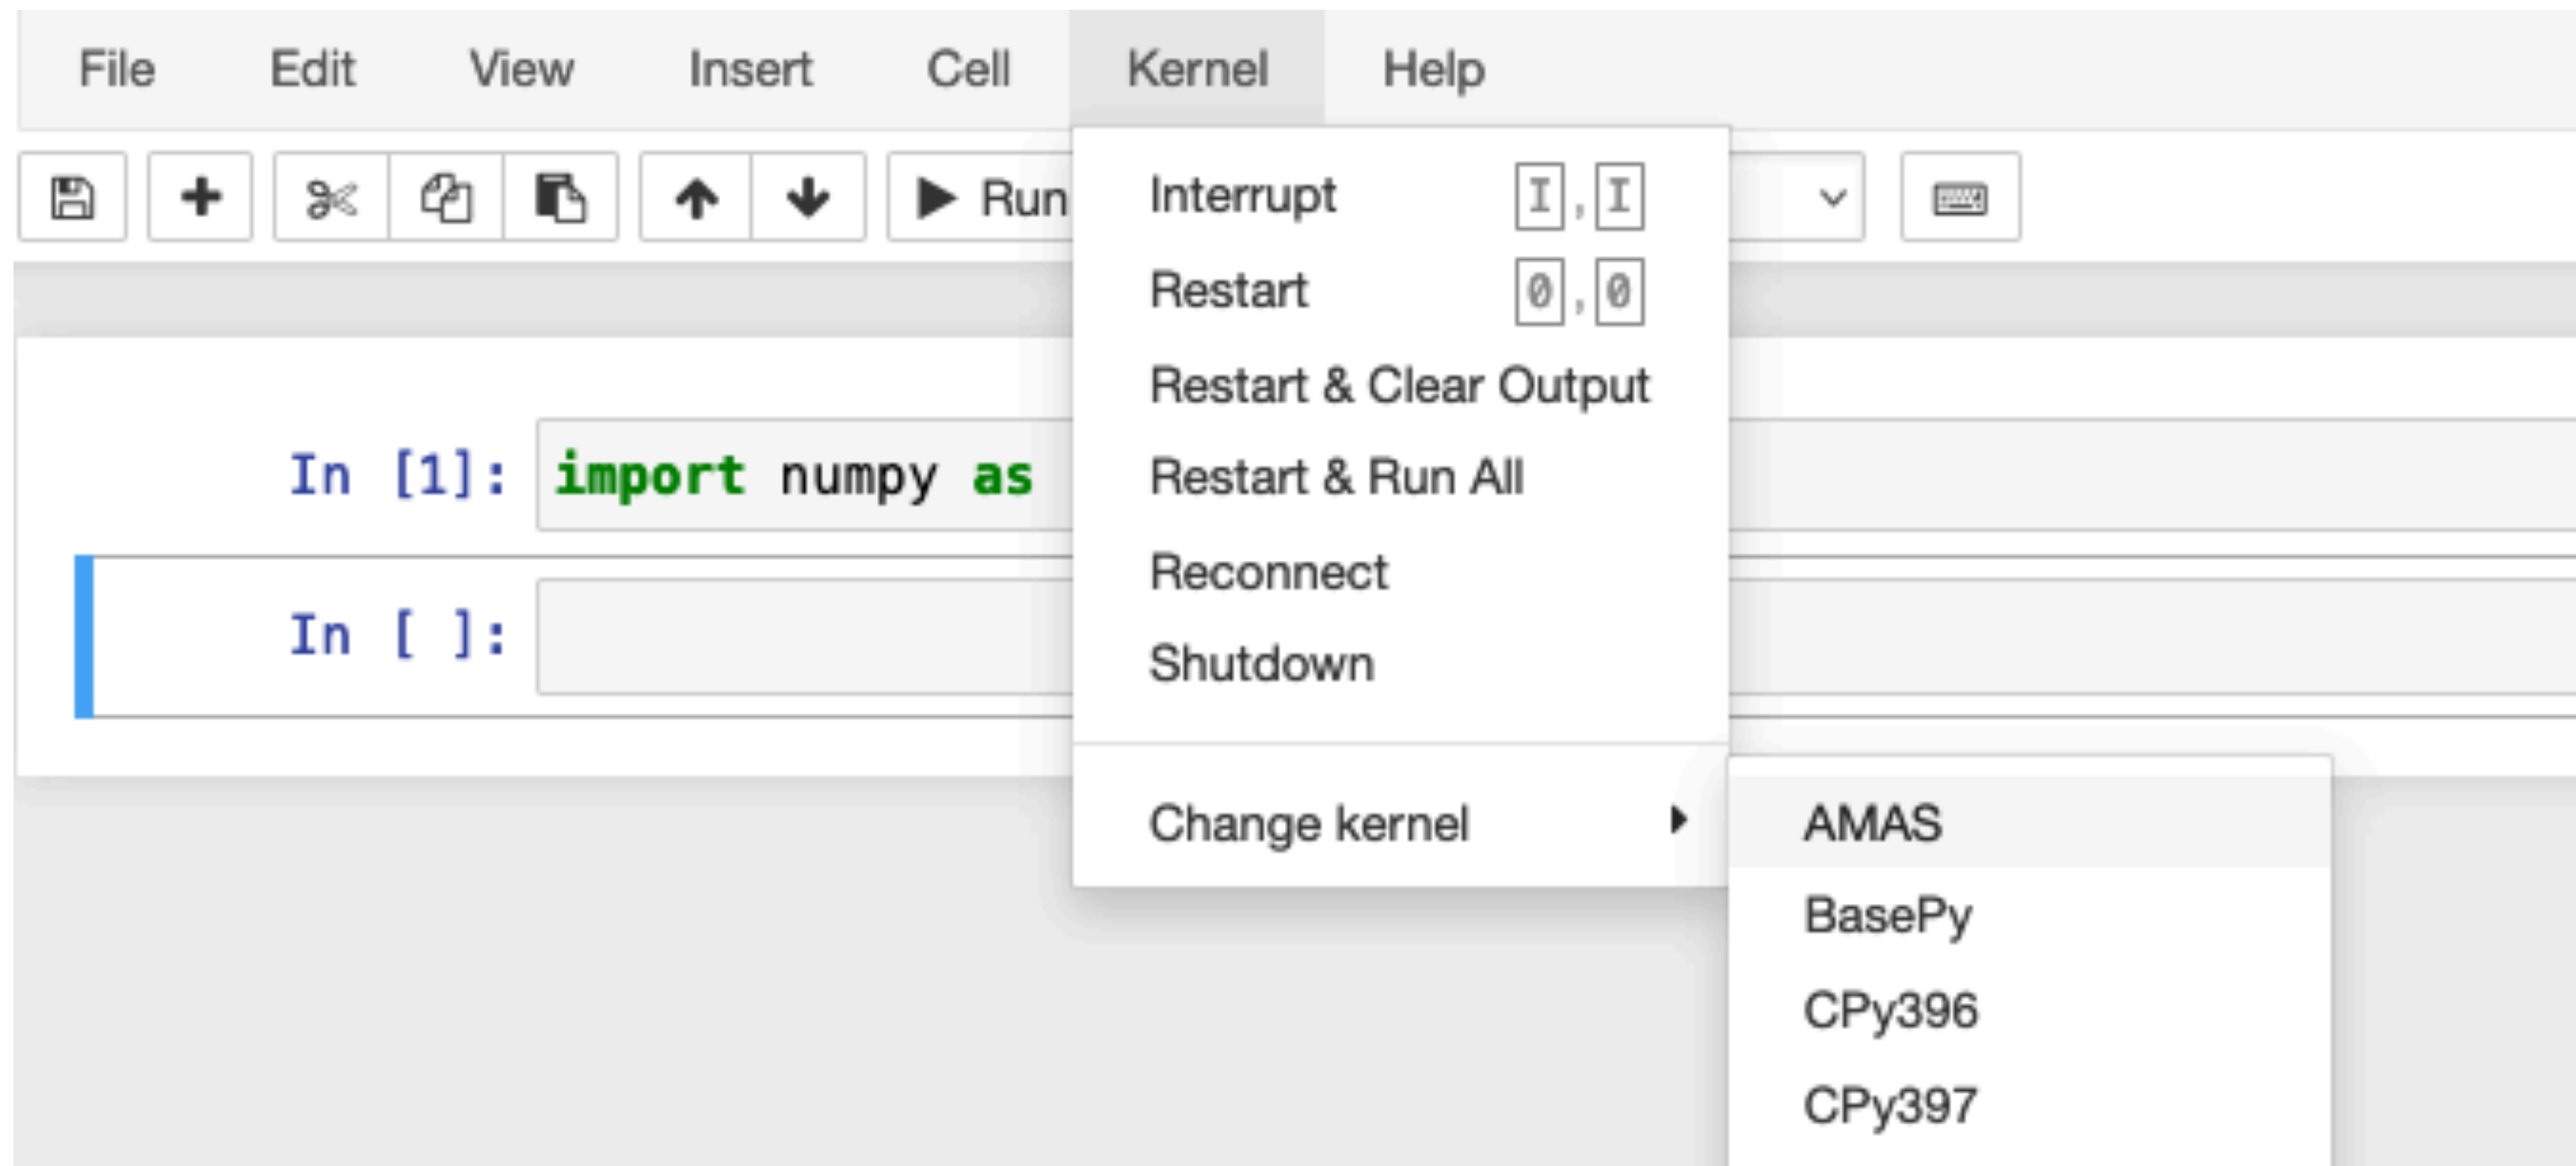 File Edit View Insert Cell Kernel Help
Run
Interrupt I,I
Restart 0,0
Restart & Clear Output
Restart & Run All
Reconnect
Shutdown
Change kernel
AMAS
BasePy
CPy396
CPy397
In [1]: import numpy as
In [ ]: